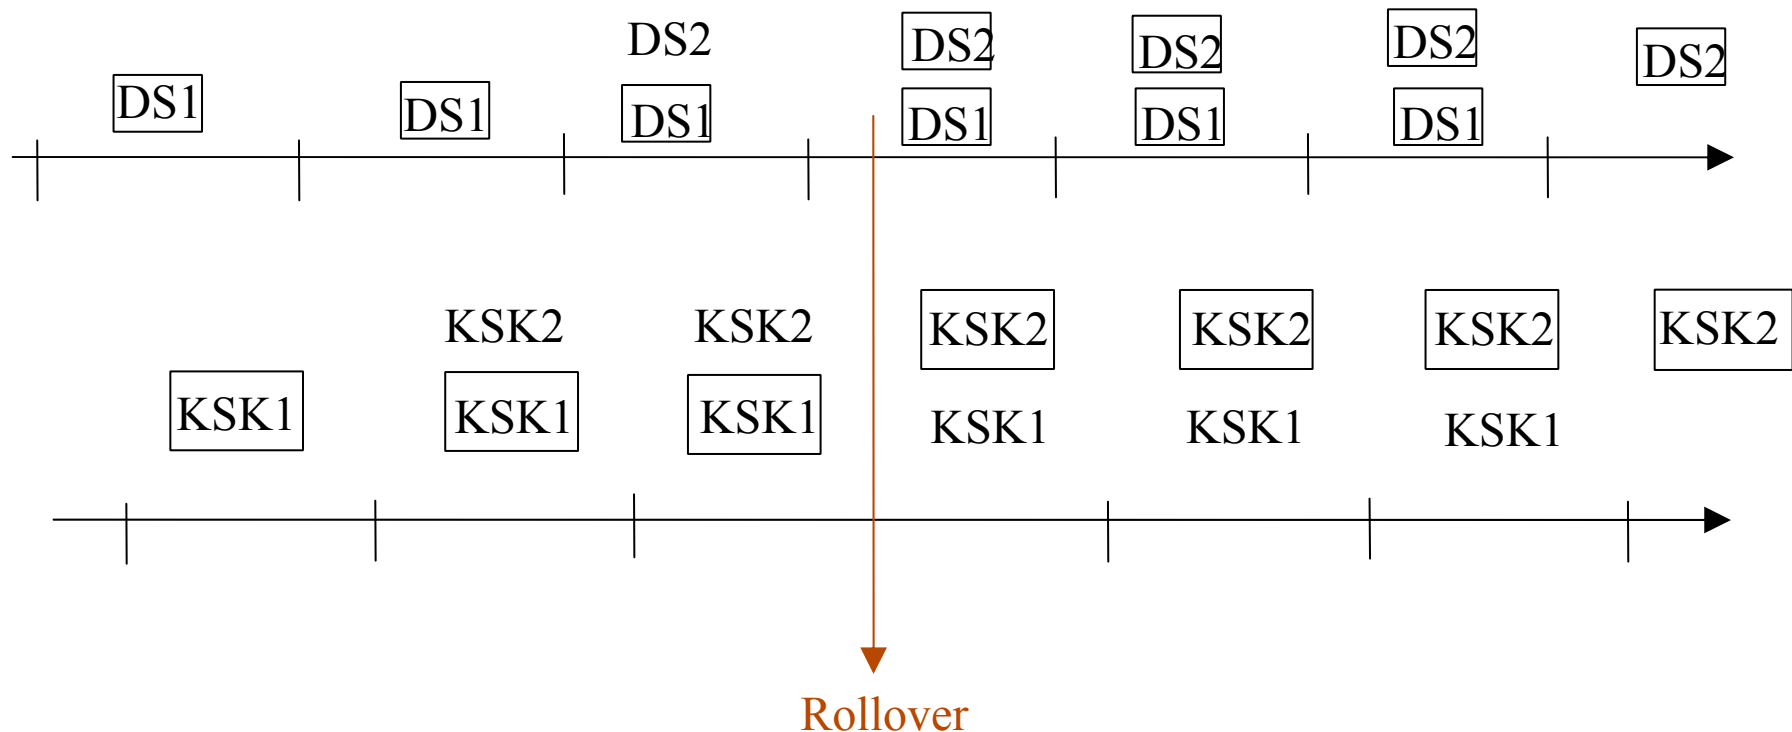 DS2 DS2 DS2 DS2 DS2
DS1 DS1 DS1 DS1 DS1 DS1
KSK2 KSK2 KSK2 KSK2 KSK2 KSK2
KSK1 KSK1 KSK1 KSK1 KSK1 KSK1
Rollover